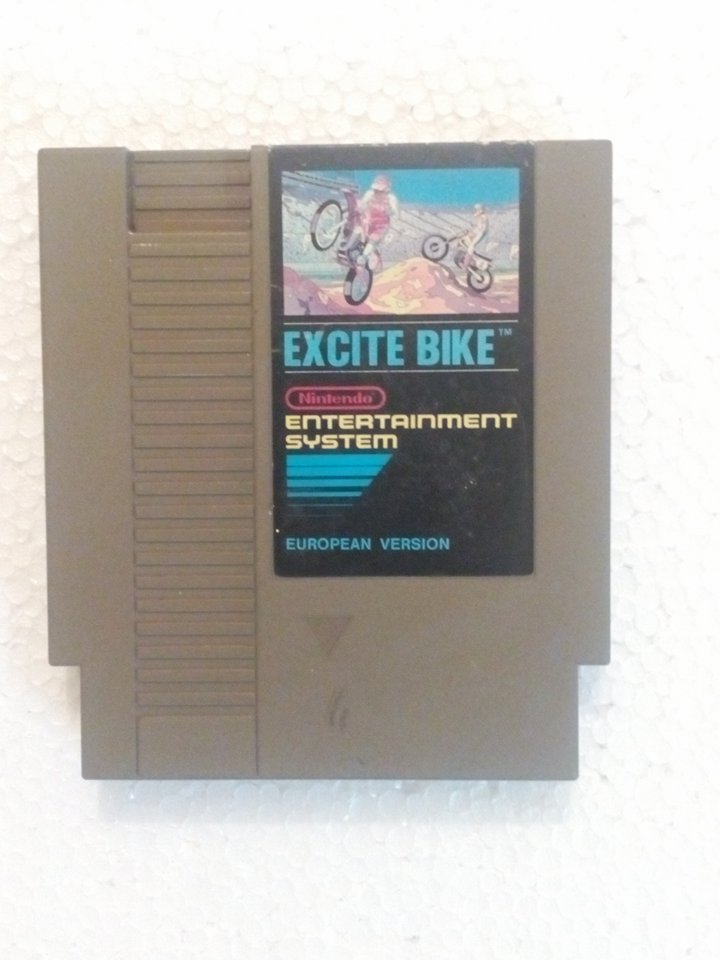 EXCITE BIKE™
Nintendo
ENTERTAINMENT
SYSTEM
EUROPEAN VERSION